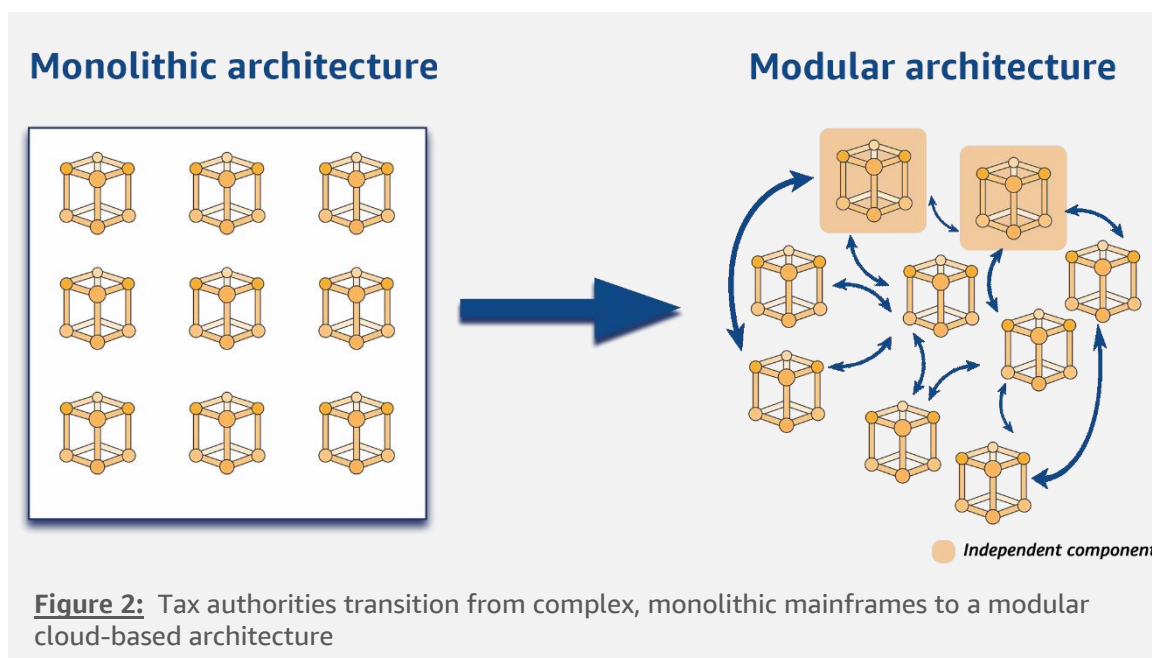 Monolithic architecture
Modular architecture
Independent component
Figure 2: Tax authorities transition from complex, monolithic mainframes to a modular
cloud-based architecture